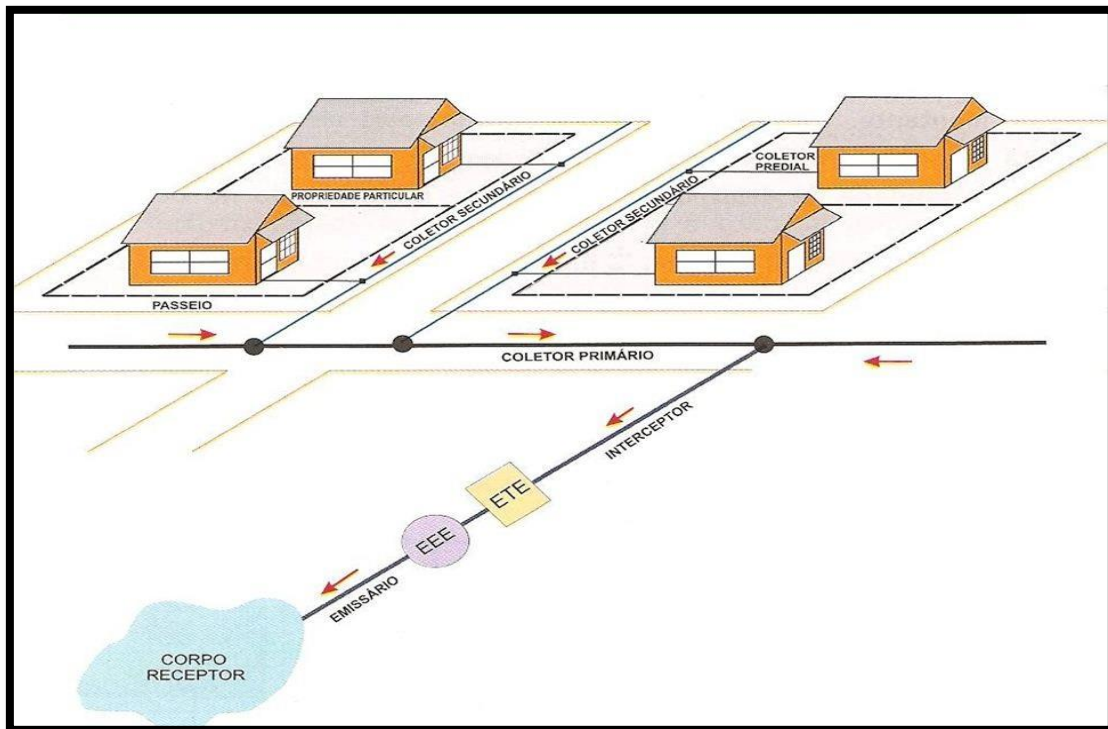 COLETOR
PREDIAL
PROPRIEDADE PARTICULAR
COLETOR SECUNDÁRIO
COLETOR SECUNDÁRIO
PASSEIO
COLETOR PRIMÁRIO
INTERCEPTOR
ETE
EEE
EMISSÁRIO
CORPO
RECEPTOR